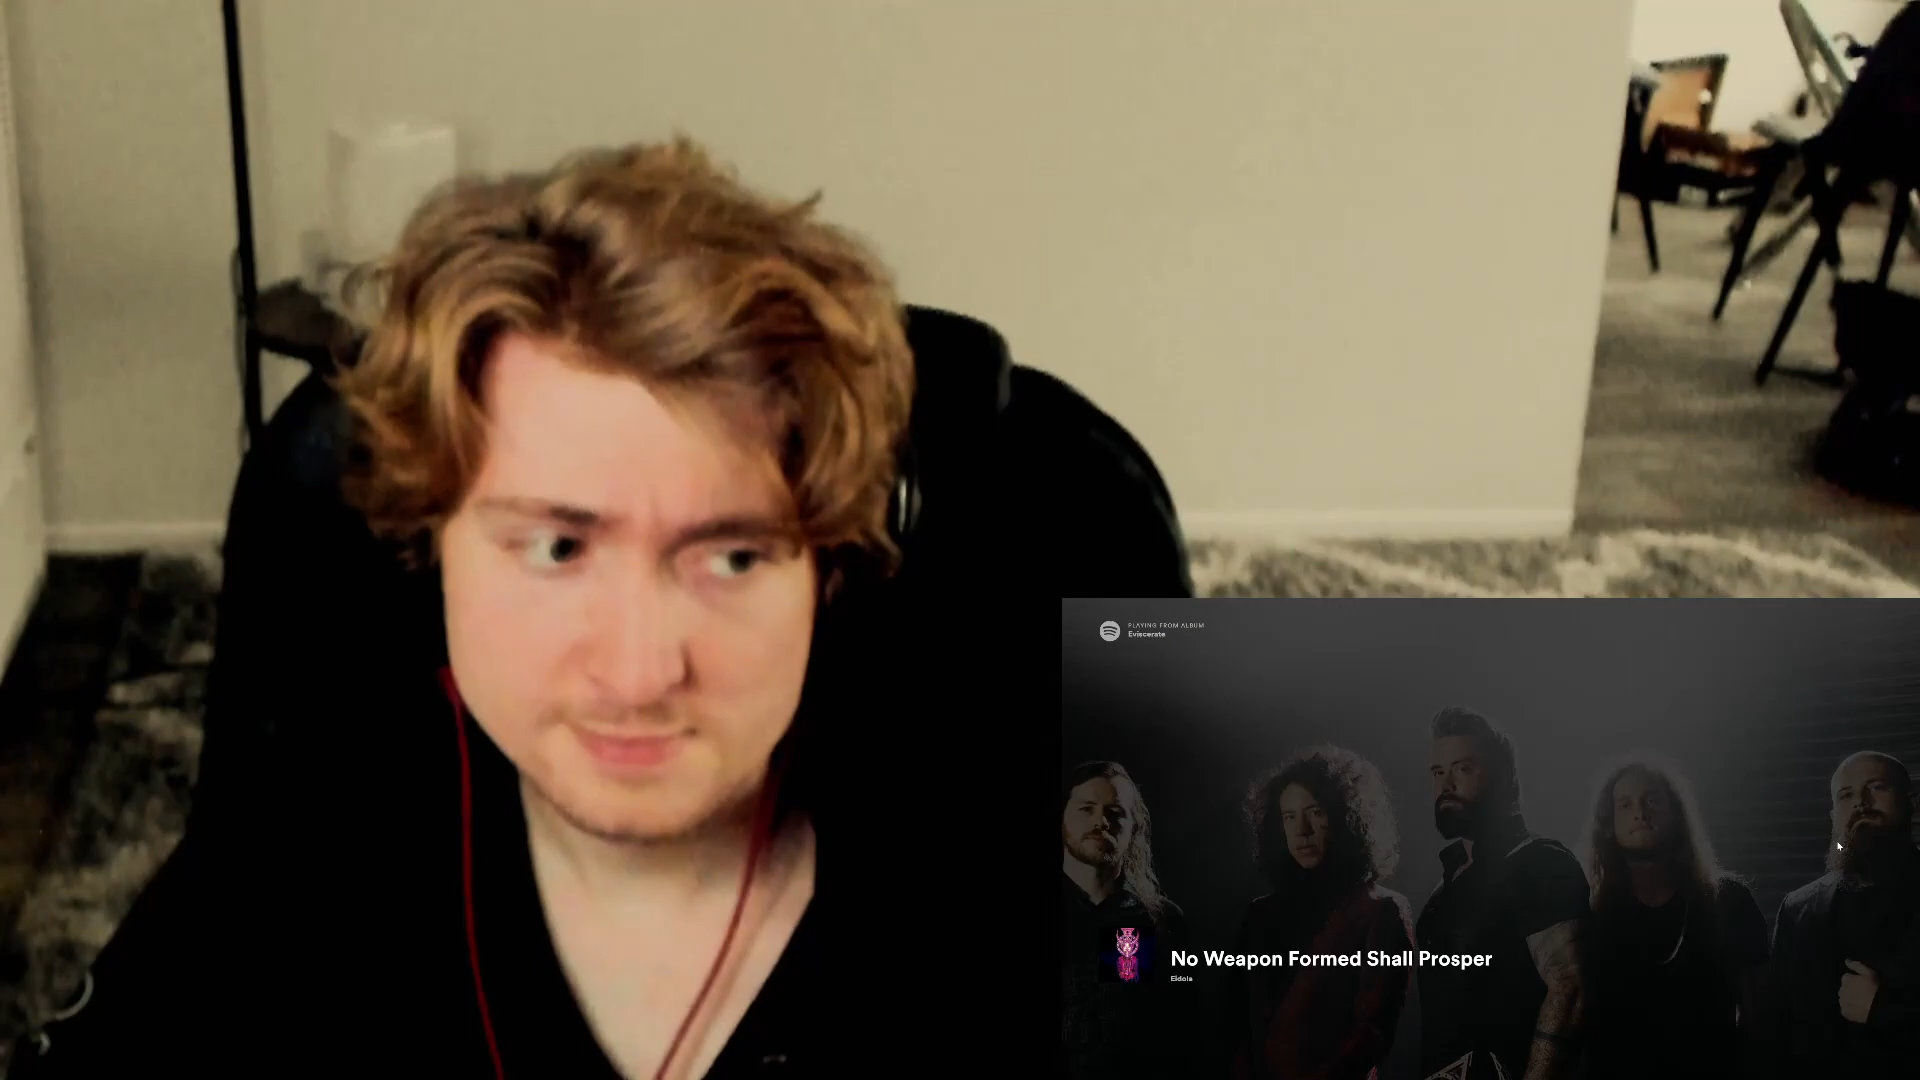 PLAYING FROM ALBUM
Eviscerate
No Weapon Formed Shall Prosper
Eidola